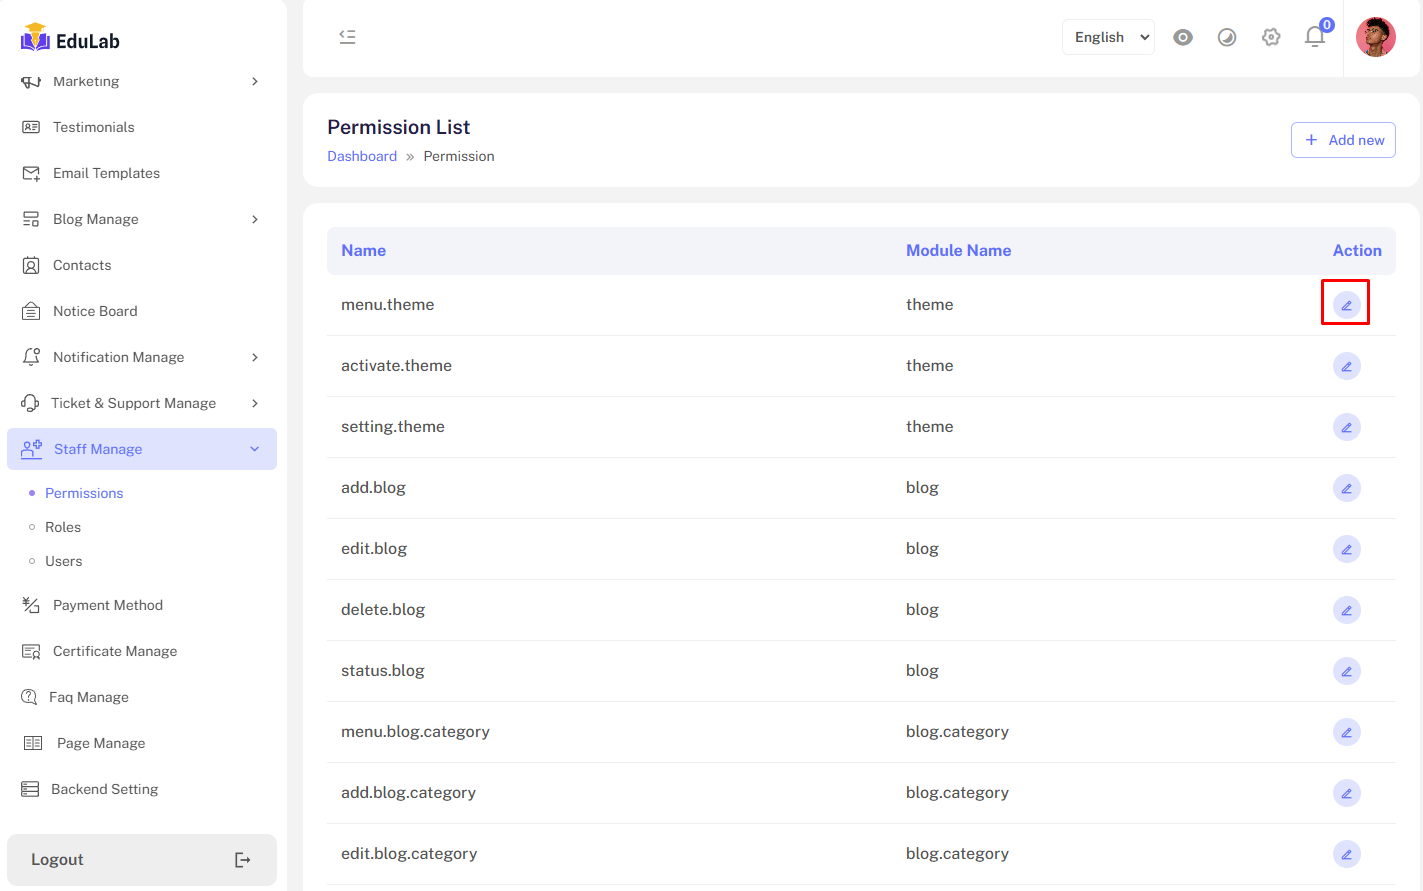 EduLab
Marketing
Testimonials
Email Templates
Blog Manage
Contacts
Notice Board
Notification Manage
Ticket & Support Manage
Staff Manage
Permissions
Roles
Users
Payment Method
Certificate Manage
Faq Manage
Page Manage
Backend Setting
Logout
English
0
Permission List
Dashboard » Permission
+ Add new
Name Module Name Action
menu.theme theme
activate.theme theme
setting.theme theme
add.blog blog
edit.blog blog
delete.blog blog
status.blog blog
menu.blog.category blog.category
add.blog.category blog.category
edit.blog.category blog.category